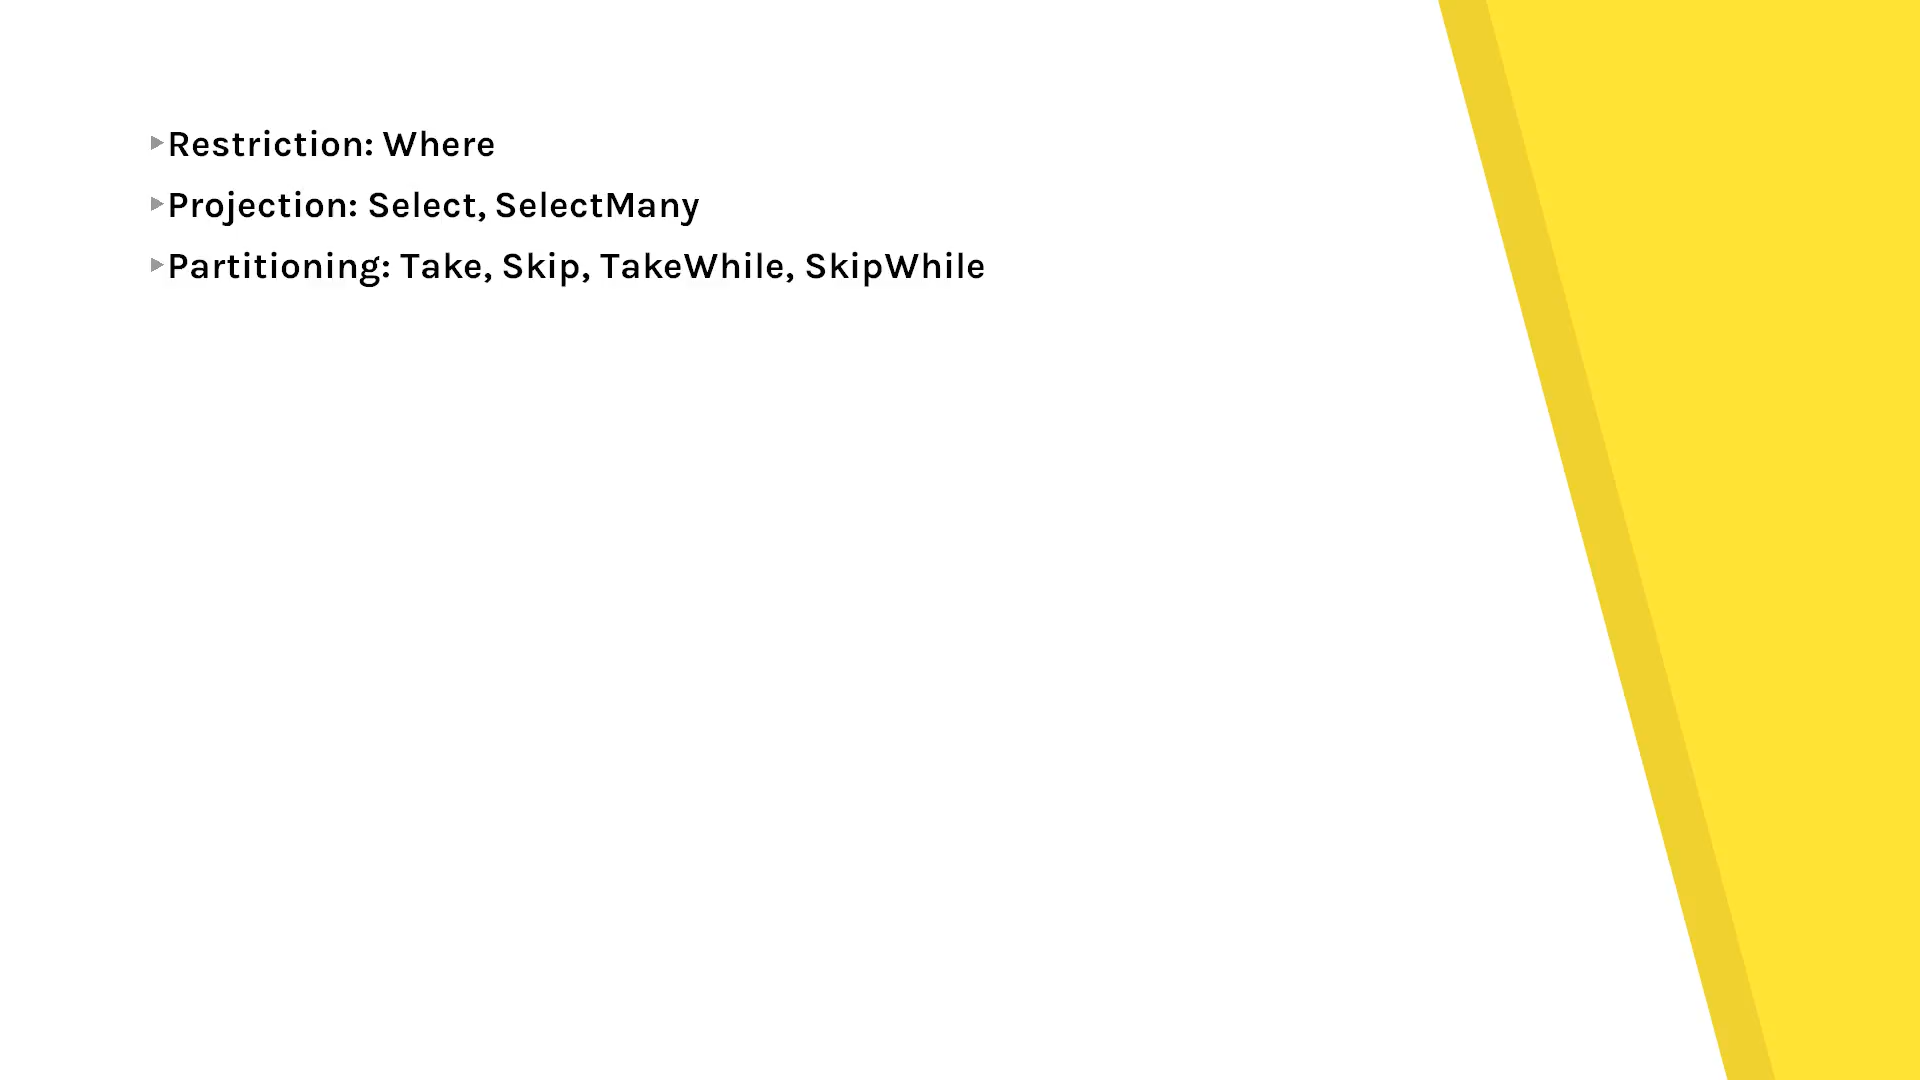 Restriction: Where
Projection: Select, SelectMany
Partitioning: Take, Skip, TakeWhile, SkipWhile